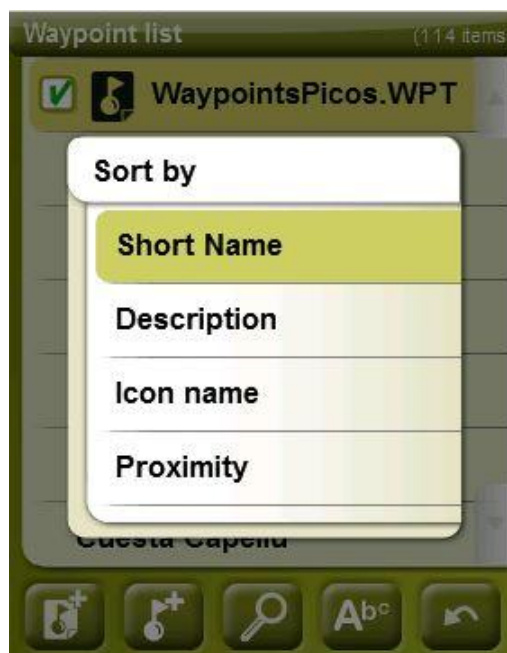 Waypoint list (114 items
WaypointsPicos.WPT
Sort by
Short Name
Description
Icon name
Proximity
Cuesta Capellu
Abc